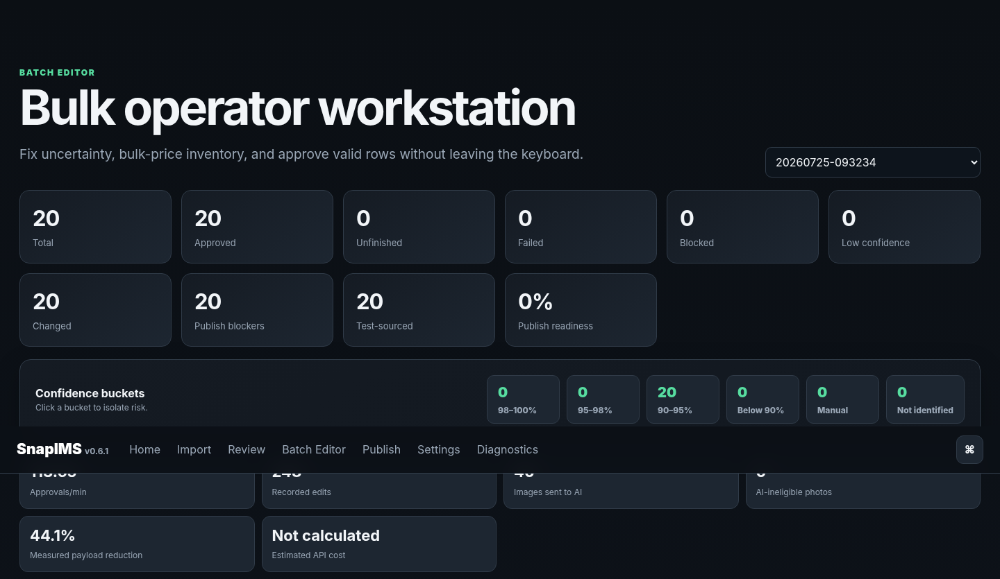 BATCH EDITOR
Bulk operator workstation
Fix uncertainty, bulk-price inventory, and approve valid rows without leaving the keyboard.
20260725-093234
20
Total
20
Approved
0
Unfinished
0
Failed
0
Blocked
0
Low confidence
20
Changed
20
Publish blockers
20
Test-sourced
0%
Publish readiness
Confidence buckets
Click a bucket to isolate risk.
0
98–100%
0
95–98%
20
90–95%
0
Below 90%
0
Manual
0
Not identified
SnapIMS v0.6.1
Home
Import
Review
Batch Editor
Publish
Settings
Diagnostics
⌘
Approvals/min
Recorded edits
Images sent to AI
AI-ineligible photos
44.1%
Measured payload reduction
Not calculated
Estimated API cost